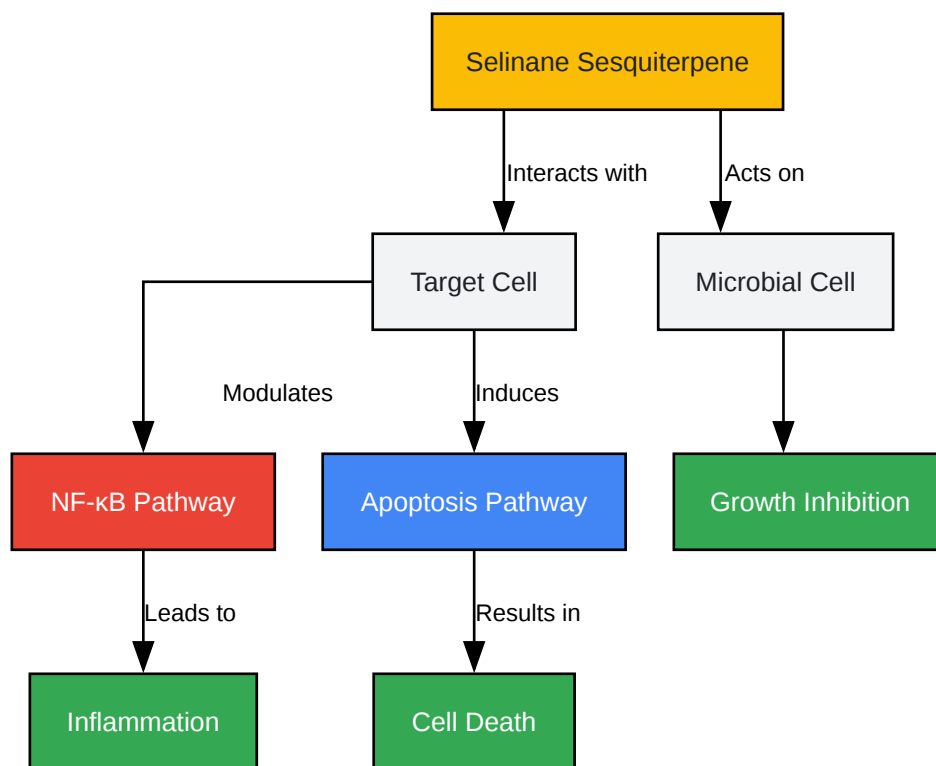 Selinane Sesquiterpene
Interacts with
Acts on
Target Cell
Microbial Cell
Modulates
Induces
NF-κB Pathway
Apoptosis Pathway
Growth Inhibition
Leads to
Results in
Inflammation
Cell Death